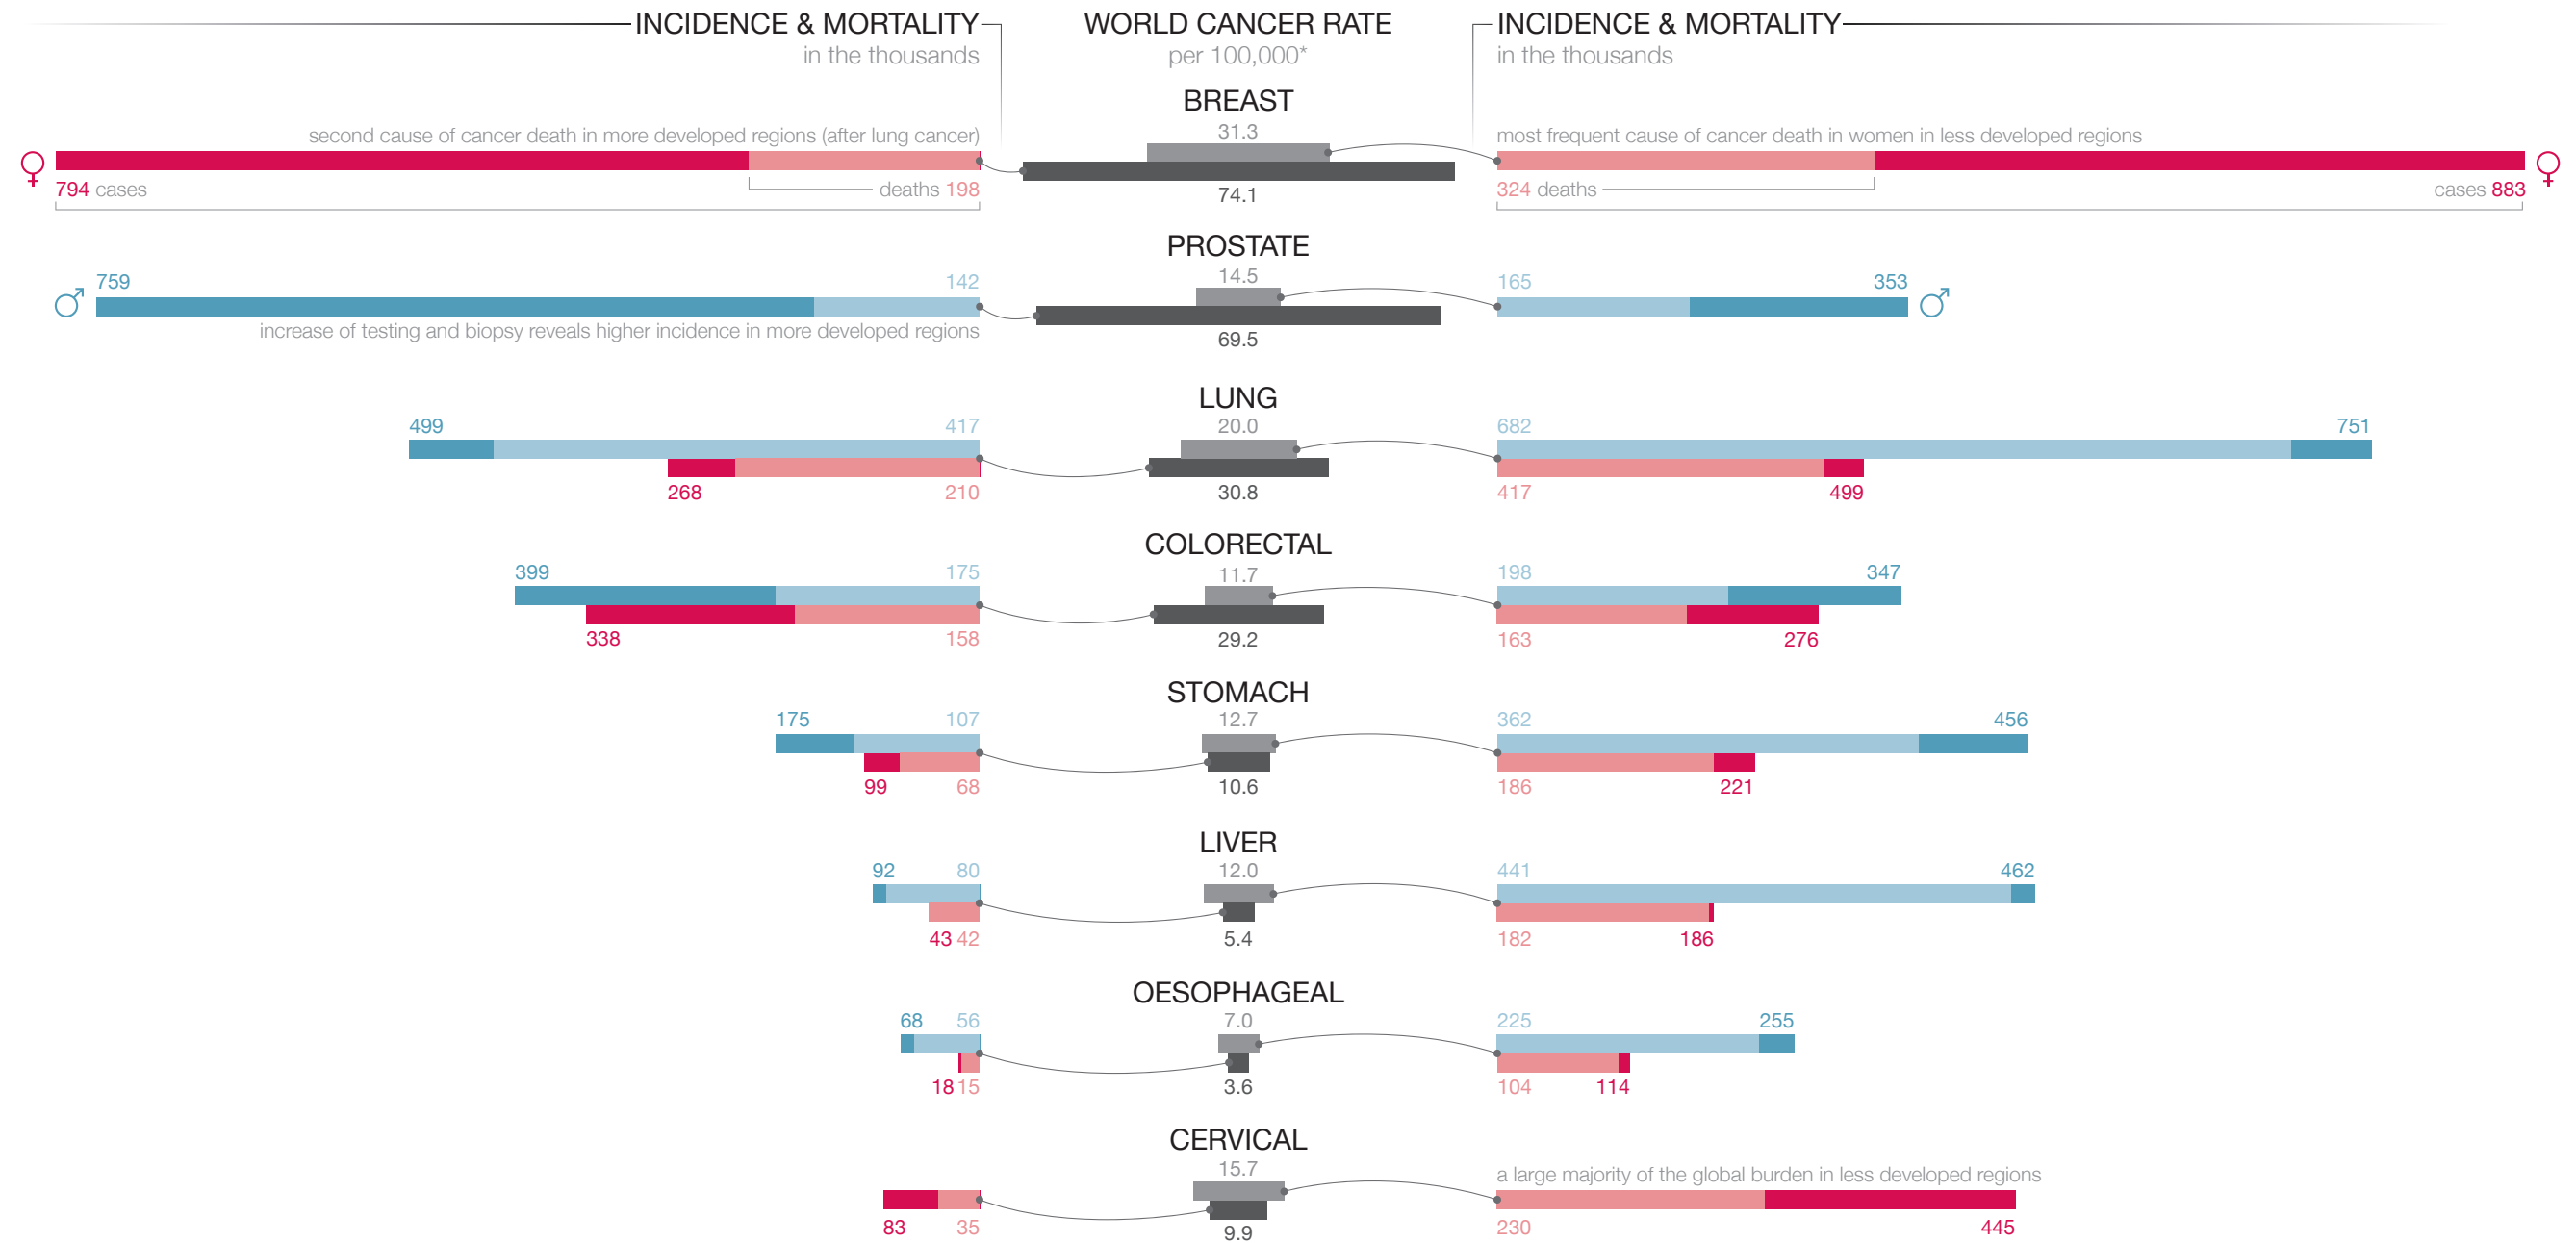 INCIDENCE & MORTALITY
in the thousands
WORLD CANCER RATE
per 100,000*
INCIDENCE & MORTALITY
in the thousands
BREAST
second cause of cancer death in more developed regions (after lung cancer)
31.3
most frequent cause of cancer death in women in less developed regions
794 cases
deaths 198
74.1
324 deaths
cases 883
PROSTATE
759
142
14.5
165
353
increase of testing and biopsy reveals higher incidence in more developed regions
69.5
LUNG
499
417
20.0
682
751
268
210
30.8
417
499
COLORECTAL
399
175
11.7
198
347
338
158
29.2
163
276
STOMACH
175
107
12.7
362
456
99
68
10.6
186
221
LIVER
92
80
12.0
441
462
43
42
5.4
182
186
OESOPHAGEAL
68
56
7.0
225
255
18
15
3.6
104
114
CERVICAL
15.7
a large majority of the global burden in less developed regions
83
35
9.9
230
445